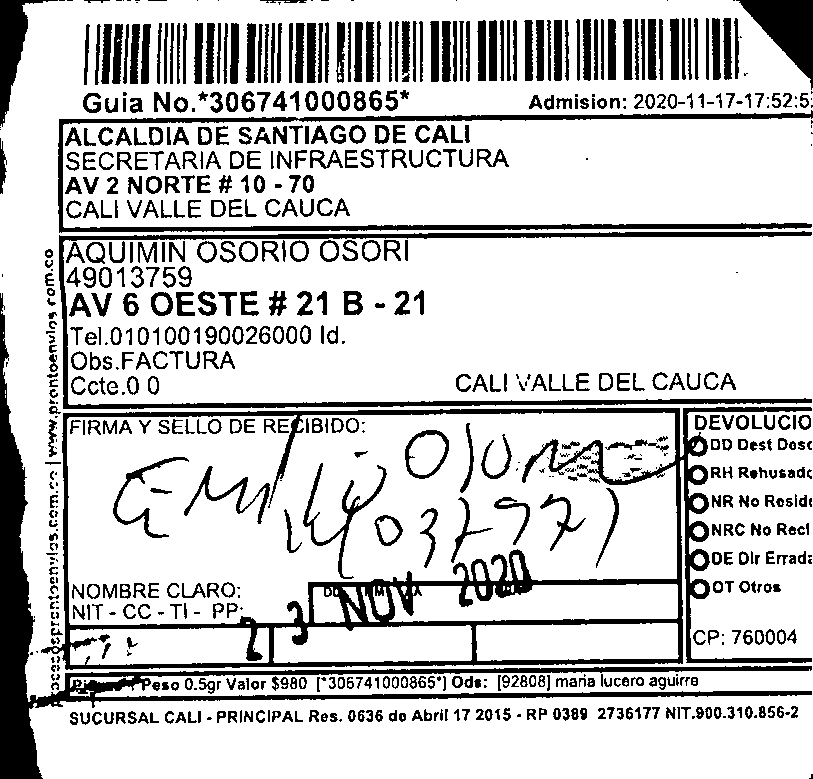 Guia No.*306741000865*
Admision: 2020-11-17-17:52:5
ALCALDIA DE SANTIAGO DE CALI
SECRETARIA DE INFRAESTRUCTURA
AV 2 NORTE # 10 - 70
CALI VALLE DEL CAUCA
AQUIMIN OSORIO OSORI
49013759
AV 6 OESTE # 21 B - 21
Tel.010100190026000 Id.
Obs.FACTURA
Ccte.0 0
CALI VALLE DEL CAUCA
FIRMA Y SELLO DE RECIBIDO:
Emilio
NOMBRE CLARO:
NIT - CC - TI - PP:
23 NOV 2020
DEVOLUCIO
DD Dest Desc
RH Rehusado
NR No Reside
NRC No Recl
DE Dir Errada
OT Otros
CP: 760004
Peso 0.5gr Valor $980 [*306741000865*] Ods: [92808] maria lucero aguirre
SUCURSAL CALI - PRINCIPAL Res. 0636 de Abril 17 2015 - RP 0389 2736177 NIT.900.310.856-2